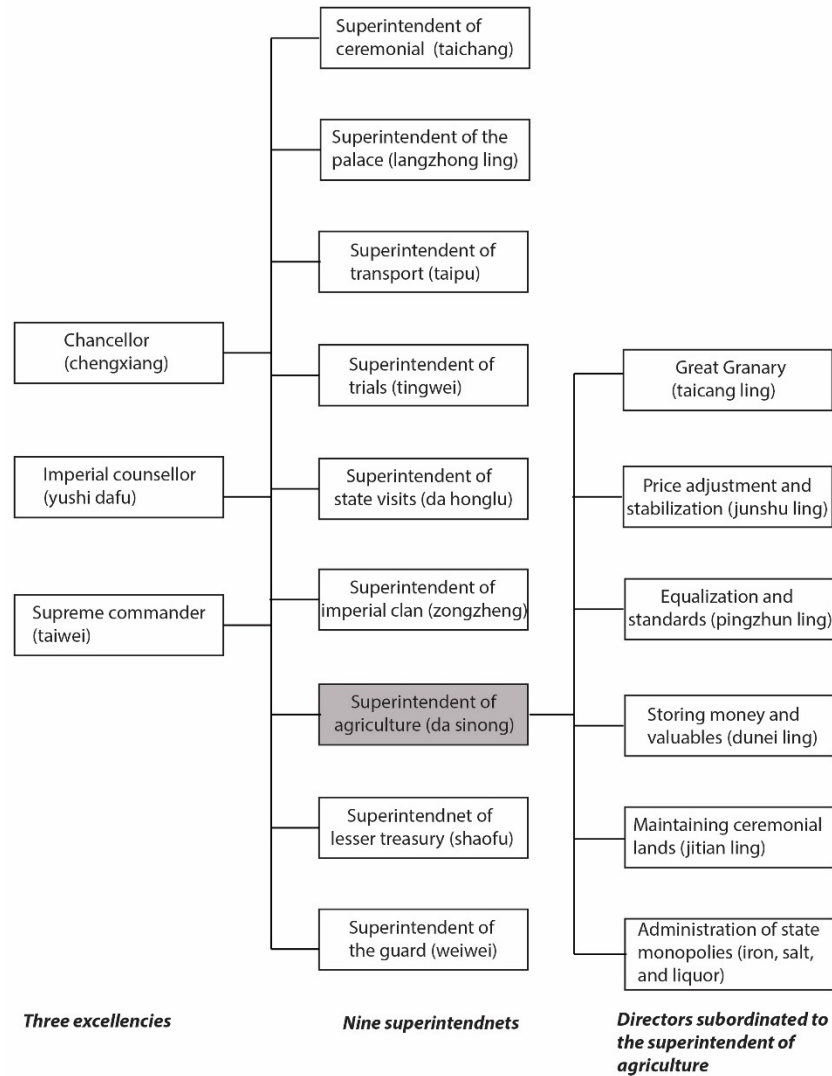 Chancellor
(chengxiang)
Imperial counsellor
(yushi dafu)
Supreme commander
(taiwei)
Three excellencies
Superintendent of
ceremonial (taichang)
Superintendent of the
palace (langzhong ling)
Superintendent of
transport (taipu)
Superintendent of
trials (tingwei)
Superintendent of
state visits (da honglu)
Superintendent of
imperial clan (zongzheng)
Superintendent of
agriculture (da sinong)
Superintendnet of
lesser treasury (shaofu)
Superintendent of
the guard (weiwei)
Nine superintendnets
Great Granary
(taicang ling)
Price adjustment and
stabilization (junshu ling)
Equalization and
standards (pingzhun ling)
Storing money and
valuables (dunei ling)
Maintaining ceremonial
lands (jitian ling)
Administration of state
monopolies (iron, salt,
and liquor)
Directors subordinated to
the superintendent of
agriculture